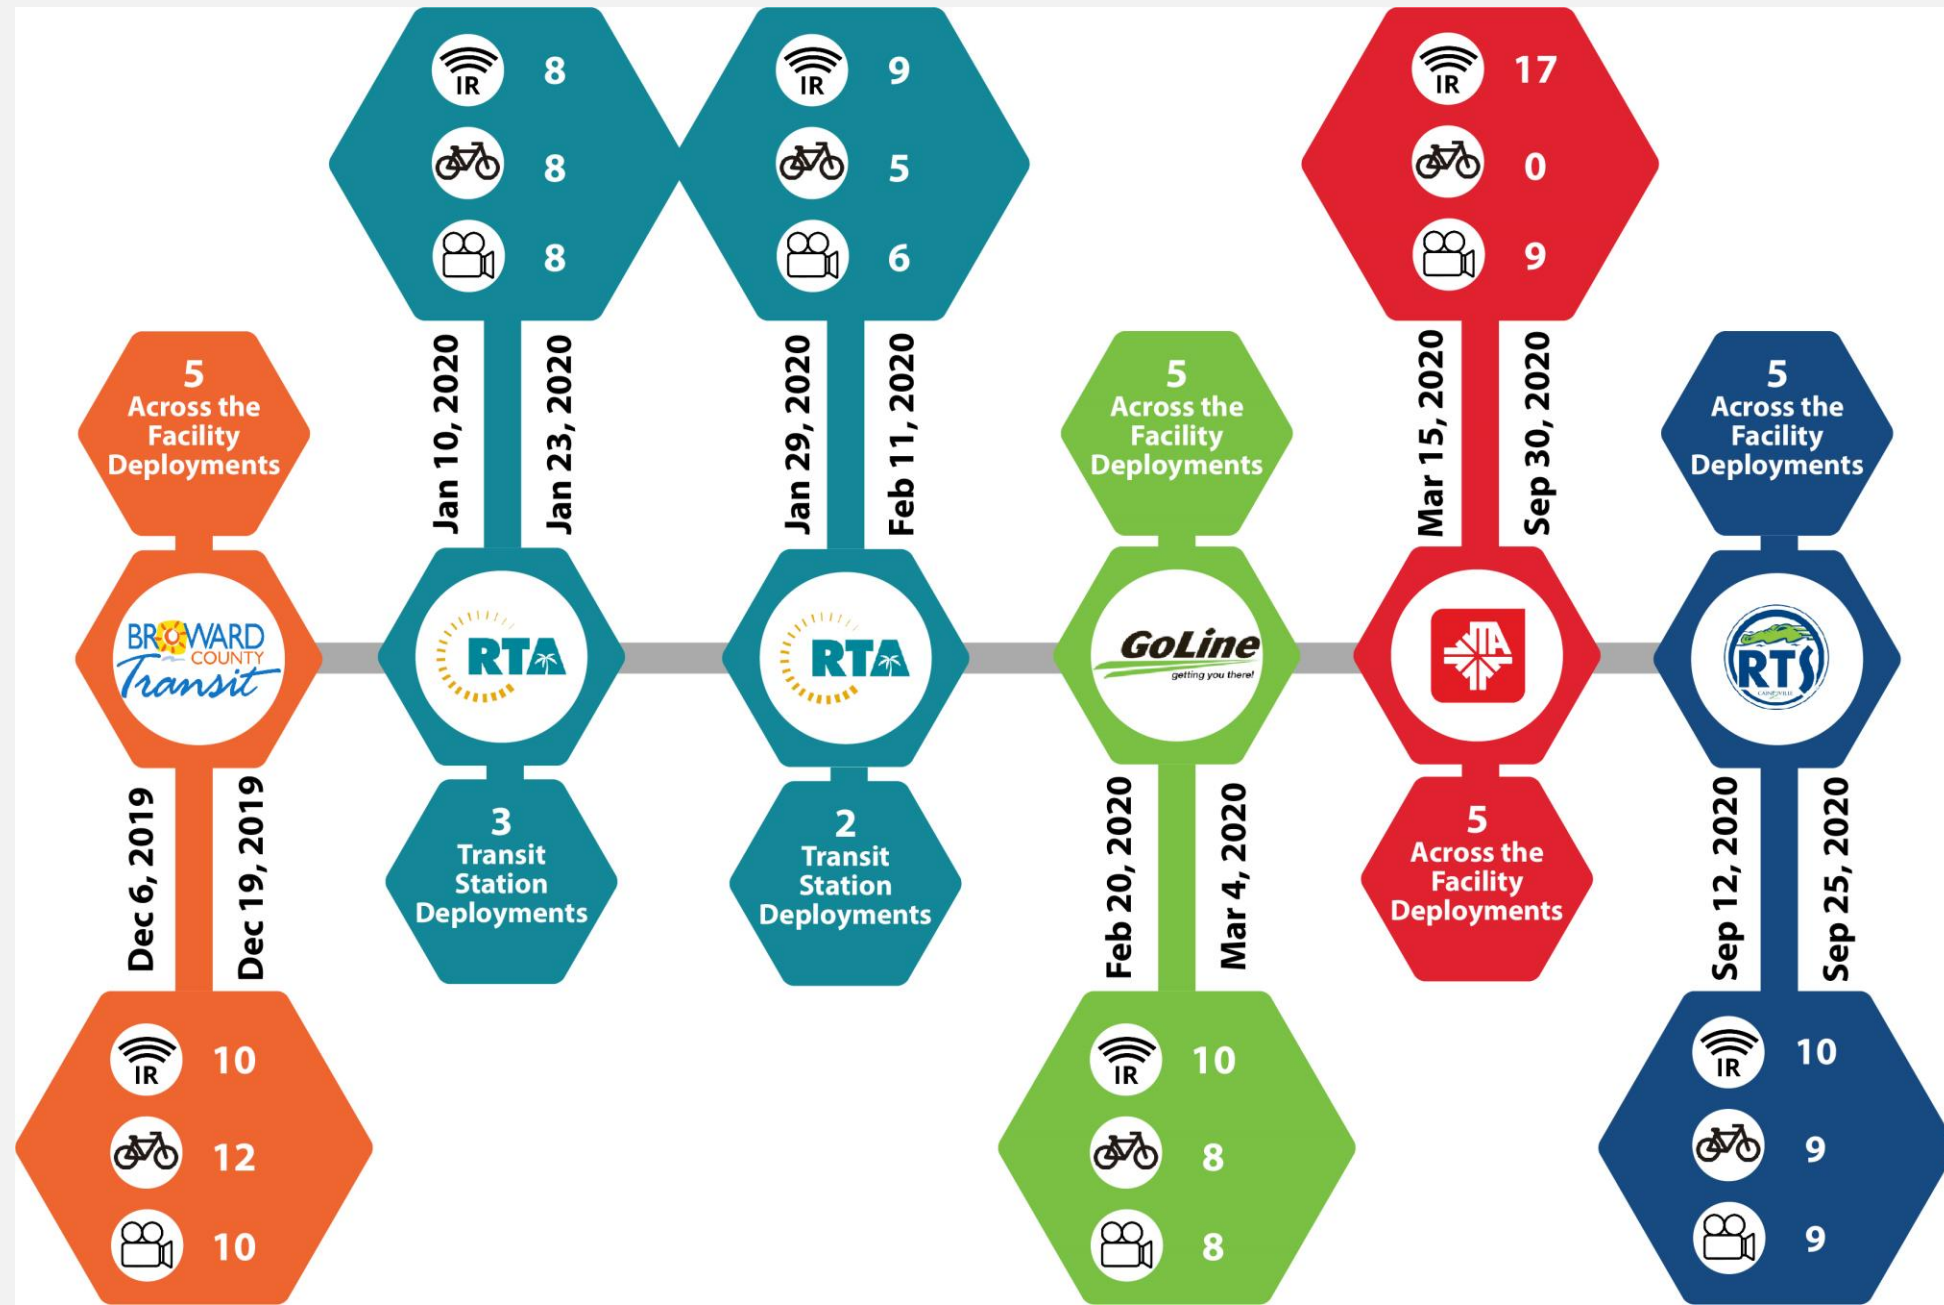 IR 8
8
8
IR 9
5
6
IR 17
0
9
5
Across the
Facility
Deployments
Jan 10, 2020
Jan 23, 2020
Jan 29, 2020
Feb 11, 2020
5
Across the
Facility
Deployments
Mar 15, 2020
Sep 30, 2020
5
Across the
Facility
Deployments
BROWARD
COUNTY
Transit
RTA
RTA
GoLine
getting you there!
JTA
RTS
GAINESVILLE
Dec 6, 2019
Dec 19, 2019
3
Transit
Station
Deployments
2
Transit
Station
Deployments
Feb 20, 2020
Mar 4, 2020
5
Across the
Facility
Deployments
Sep 12, 2020
Sep 25, 2020
IR 10
12
10
IR 10
8
8
IR 10
9
9